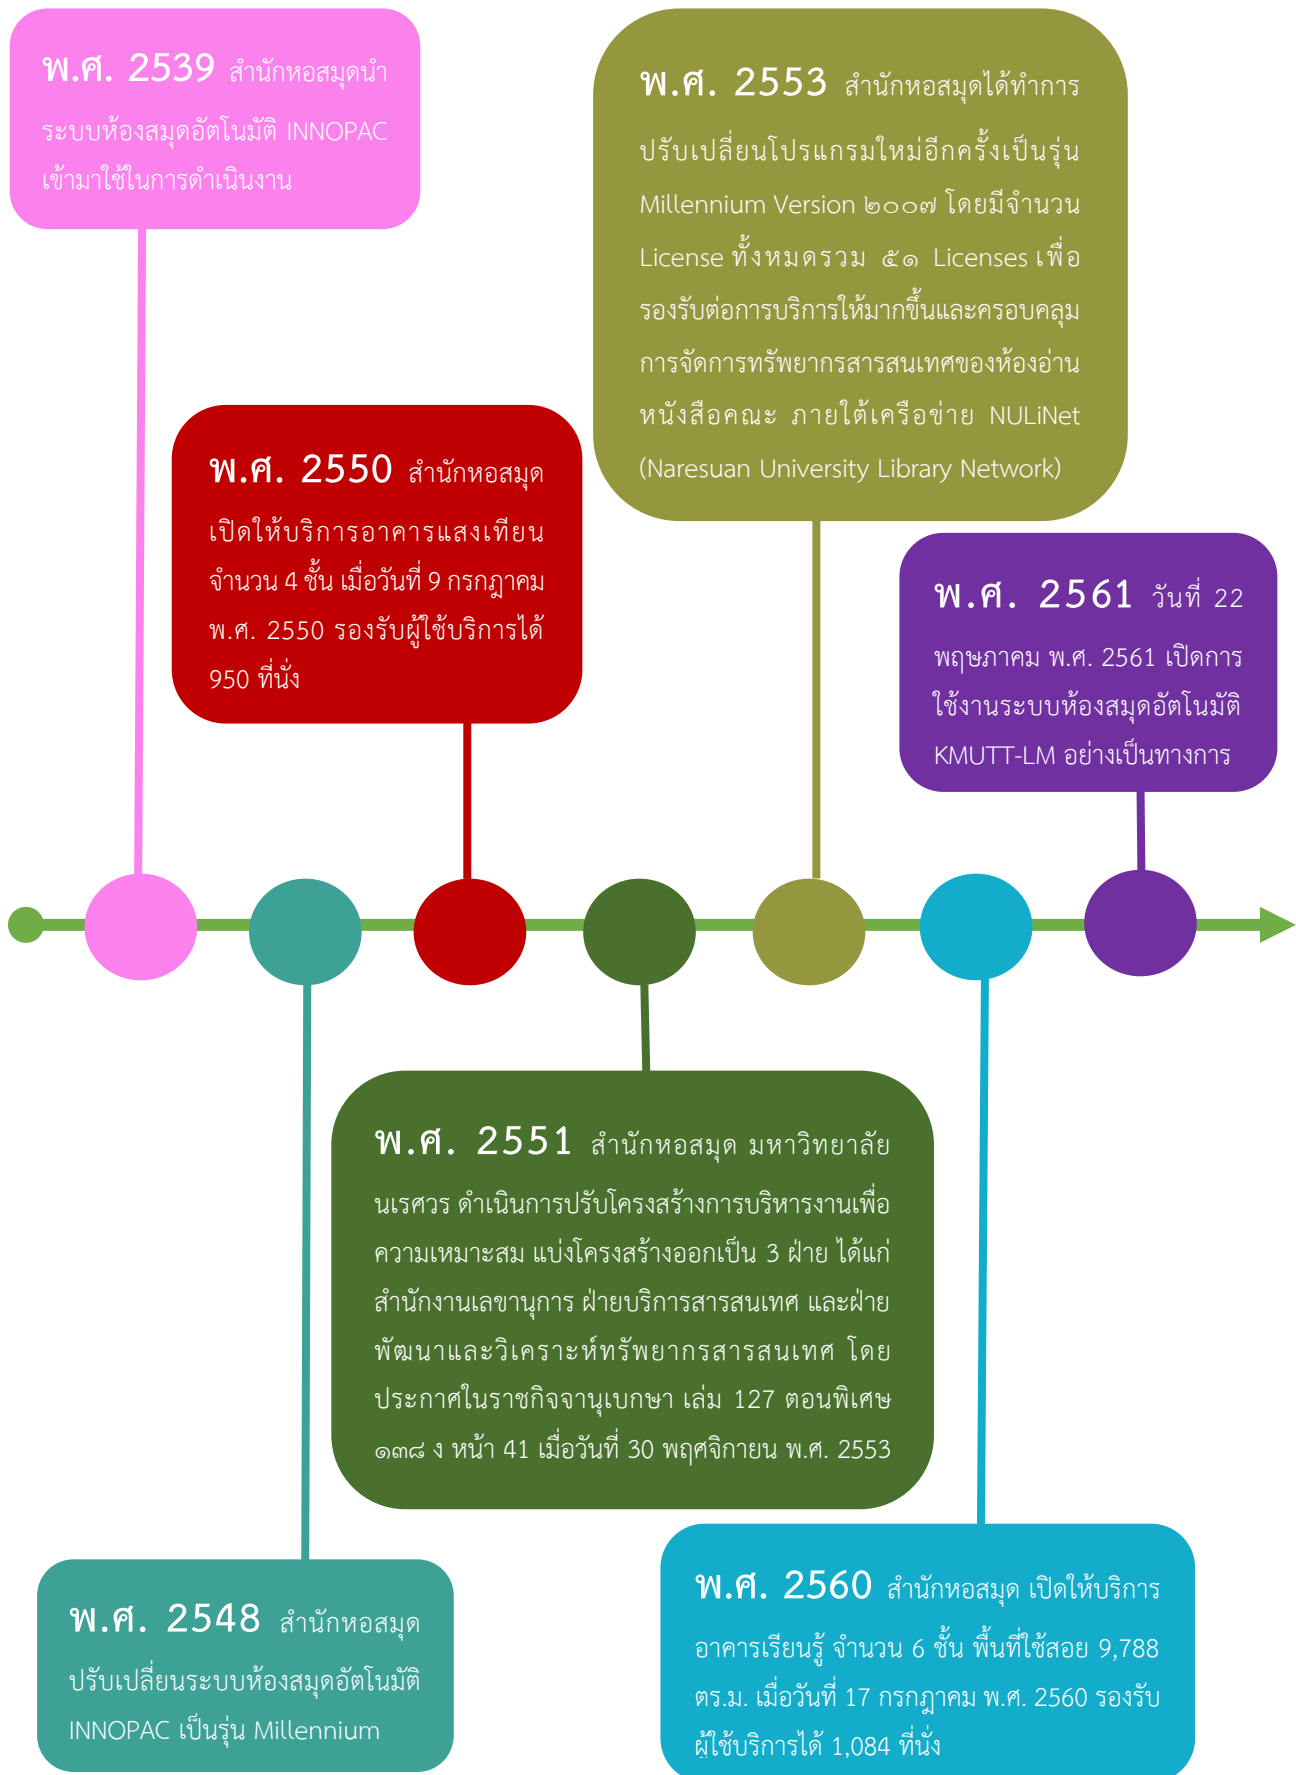 พ.ศ. 2539 สำนักหอสมุดนำ
ระบบห้องสมุดอัตโนมัติ INNOPAC
เข้ามาใช้ในการดำเนินงาน
พ.ศ. 2553 สำนักหอสมุดได้ทำการ
ปรับเปลี่ยนโปรแกรมใหม่อีกครั้งเป็นรุ่น
Millennium Version ๒๐๐๗ โดยมีจำนวน
License ทั้งหมดรวม ๕๑ Licenses เพื่อ
รองรับต่อการบริการให้มากขึ้นและครอบคลุม
การจัดการทรัพยากรสารสนเทศของห้องอ่าน
หนังสือคณะ ภายใต้เครือข่าย NULiNet
(Naresuan University Library Network)
พ.ศ. 2550 สำนักหอสมุด
เปิดให้บริการอาคารแสงเทียน
จำนวน 4 ชั้น เมื่อวันที่ 9 กรกฎาคม
พ.ศ. 2550 รองรับผู้ใช้บริการได้
950 ที่นั่ง
พ.ศ. 2561 วันที่ 22
พฤษภาคม พ.ศ. 2561 เปิดการ
ใช้งานระบบห้องสมุดอัตโนมัติ
KMUTT-LM อย่างเป็นทางการ
พ.ศ. 2551 สำนักหอสมุด มหาวิทยาลัย
นเรศวร ดำเนินการปรับโครงสร้างการบริหารงานเพื่อ
ความเหมาะสม แบ่งโครงสร้างออกเป็น 3 ฝ่าย ได้แก่
สำนักงานเลขานุการ ฝ่ายบริการสารสนเทศ และฝ่าย
พัฒนาและวิเคราะห์ทรัพยากรสารสนเทศ โดย
ประกาศในราชกิจจานุเบกษา เล่ม 127 ตอนพิเศษ
๑๓๘ ง หน้า 41 เมื่อวันที่ 30 พฤศจิกายน พ.ศ. 2553
พ.ศ. 2548 สำนักหอสมุด
ปรับเปลี่ยนระบบห้องสมุดอัตโนมัติ
INNOPAC เป็นรุ่น Millennium
พ.ศ. 2560 สำนักหอสมุด เปิดให้บริการ
อาคารเรียนรู้ จำนวน 6 ชั้น พื้นที่ใช้สอย 9,788
ตร.ม. เมื่อวันที่ 17 กรกฎาคม พ.ศ. 2560 รองรับ
ผู้ใช้บริการได้ 1,084 ที่นั่ง